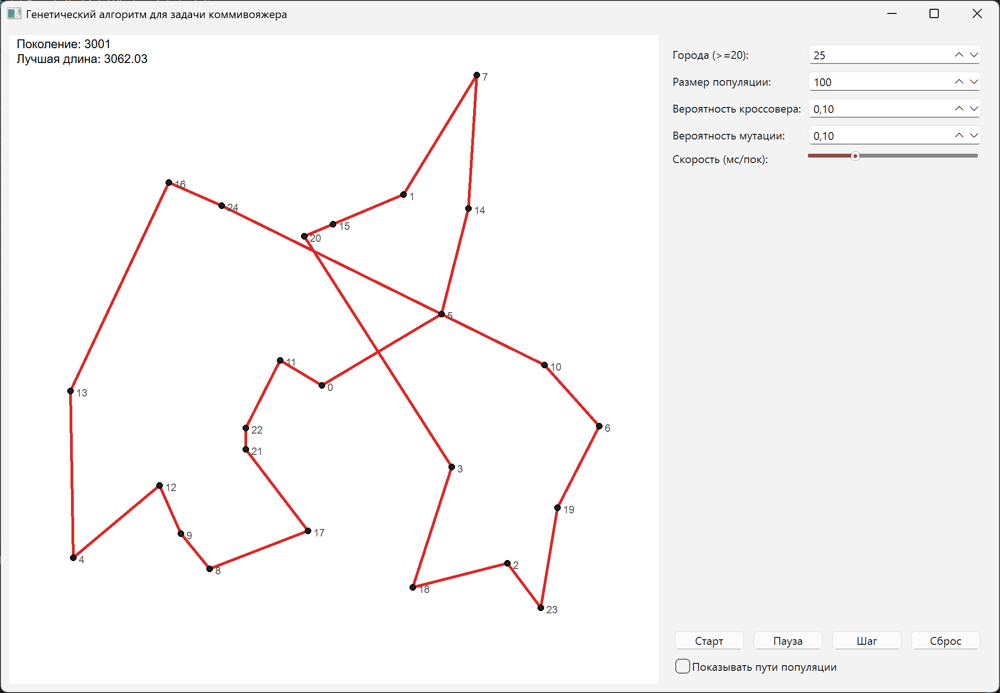 Генетический алгоритм для задачи коммивояжера
Поколение: 3001
Лучшая длина: 3062.03
Города (>=20): 25
Размер популяции: 100
Вероятность кроссовера: 0,10
Вероятность мутации: 0,10
Скорость (мс/пок):
7
16
1
24
14
15
20
5
11
10
0
13
6
22
21
3
12
19
17
9
4
2
8
18
23
Старт Пауза Шаг Сброс
Показывать пути популяции